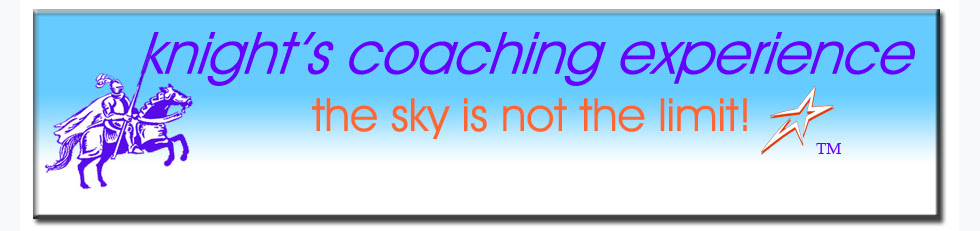 knight's coaching experience
the sky is not the limit!
TM